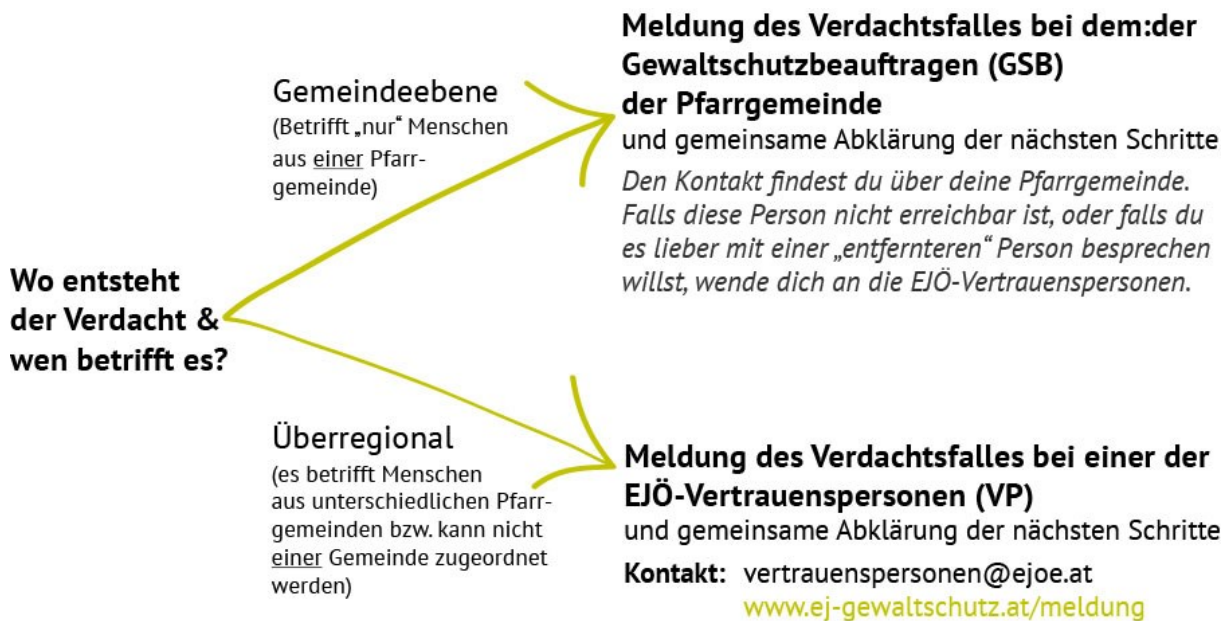 Wo entsteht
der Verdacht &
wen betrifft es?
Gemeindeebene
(Betrifft „nur“ Menschen
aus einer Pfarr-
gemeinde)
Meldung des Verdachtsfalles bei dem:der
Gewaltschutzbeauftragen (GSB)
der Pfarrgemeinde
und gemeinsame Abklärung der nächsten Schritte
Den Kontakt findest du über deine Pfarrgemeinde.
Falls diese Person nicht erreichbar ist, oder falls du
es lieber mit einer „entfernteren“ Person besprechen
willst, wende dich an die EJÖ-Vertrauenspersonen.
Überregional
(es betrifft Menschen
aus unterschiedlichen Pfarr-
gemeinden bzw. kann nicht
einer Gemeinde zugeordnet
werden)
Meldung des Verdachtsfalles bei einer der
EJÖ-Vertrauenspersonen (VP)
und gemeinsame Abklärung der nächsten Schritte
Kontakt: vertrauenspersonen@ejoe.at
www.ej-gewaltschutz.at/meldung